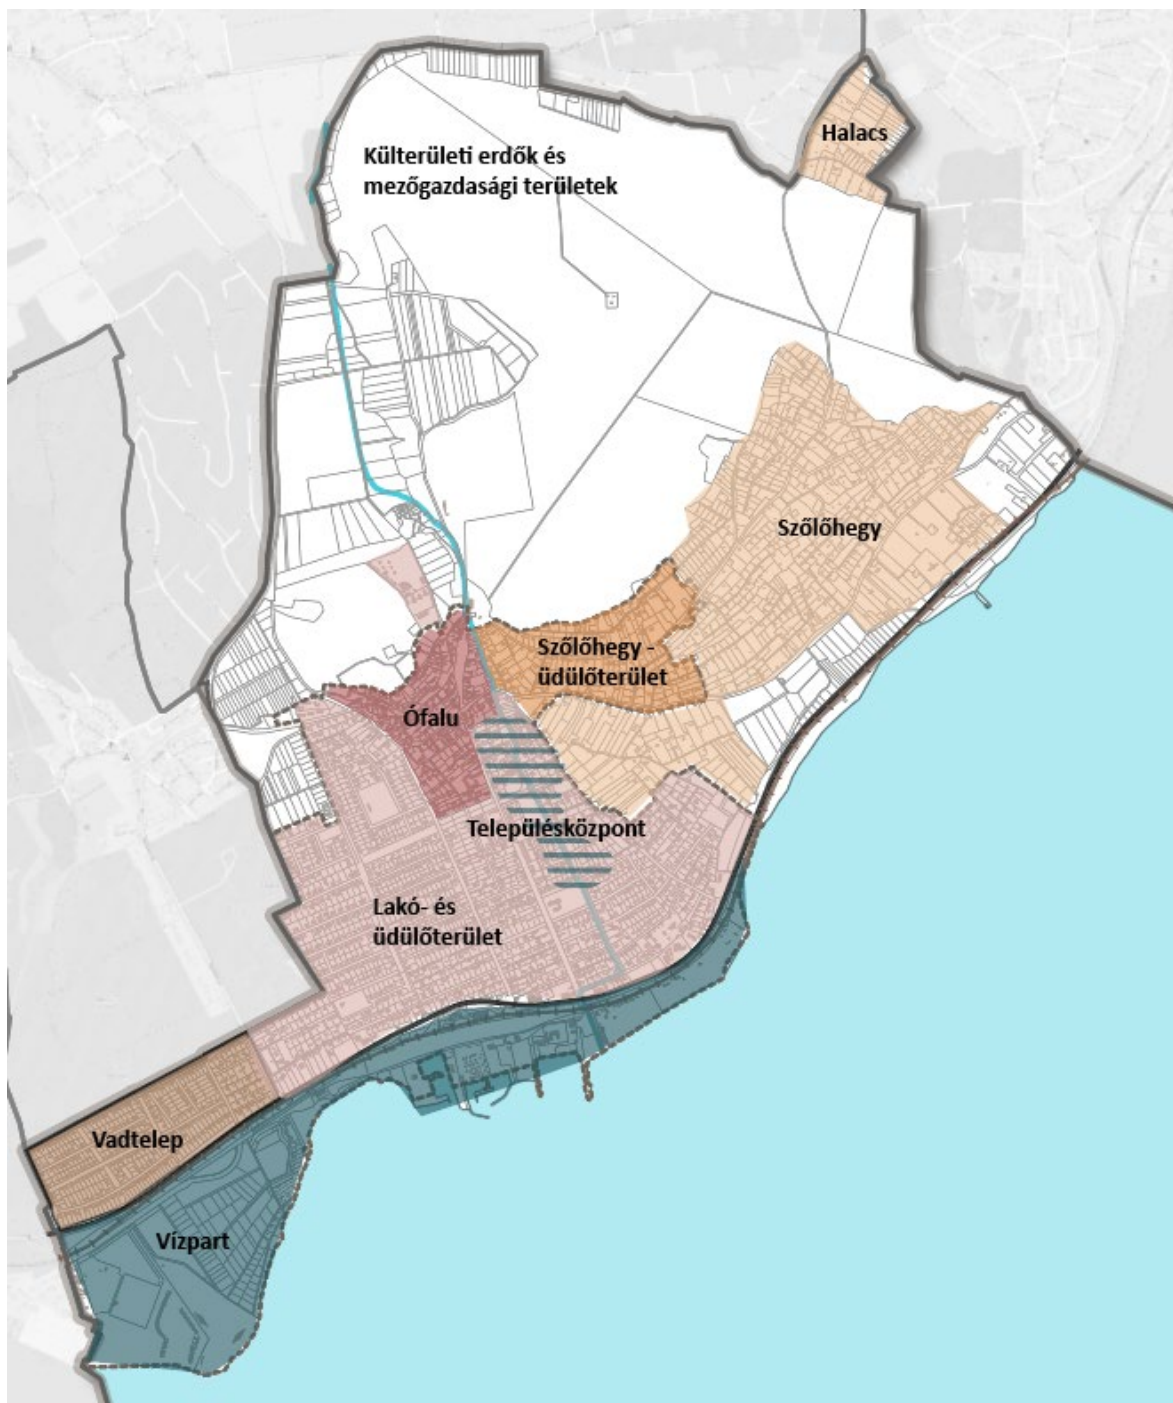 Halacs
Külterületi erdők és
mezőgazdasági területek
Szőlőhegy
Szőlőhegy -
üdülőterület
Ófalu
Településközpont
Lakó- és
üdülőterület
Vadtelep
Vízpart